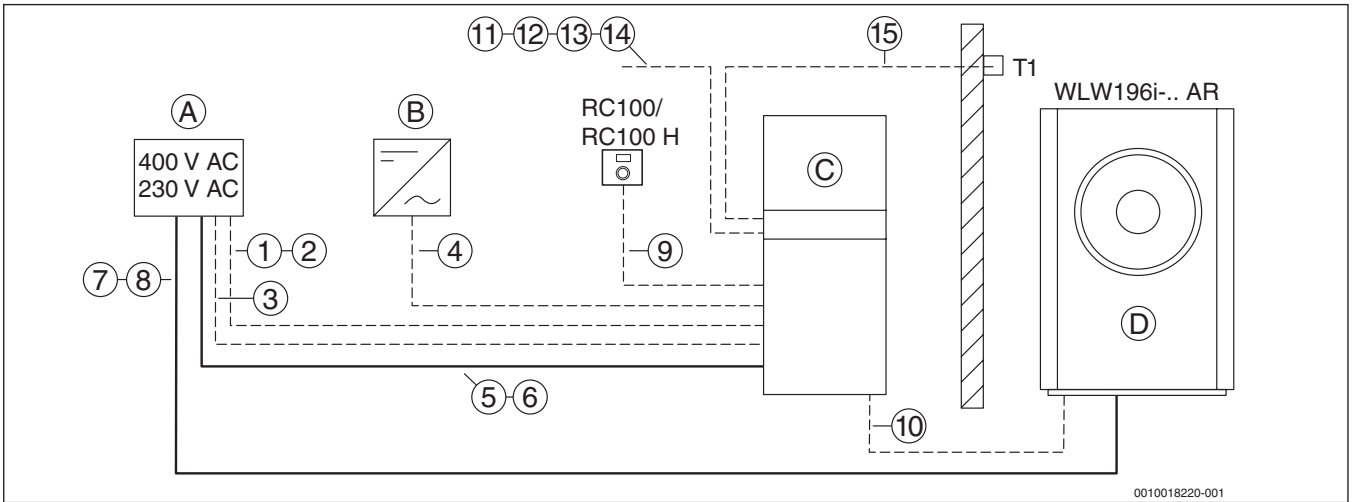 11 12 13 14
15
T1
WLW196i-.. AR
RC100/
RC100 H
A
B
400 V AC
230 V AC
C
1 2
4
9
7 8
3
D
5 6
10
0010018220-001